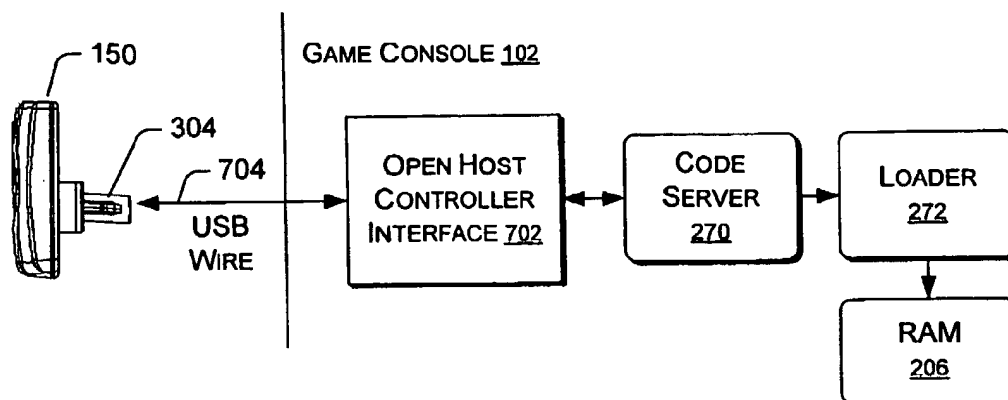 150
GAME CONSOLE 102
304
704
USB
WIRE
OPEN HOST
CONTROLLER
INTERFACE 702
CODE
SERVER
270
LOADER
272
RAM
206